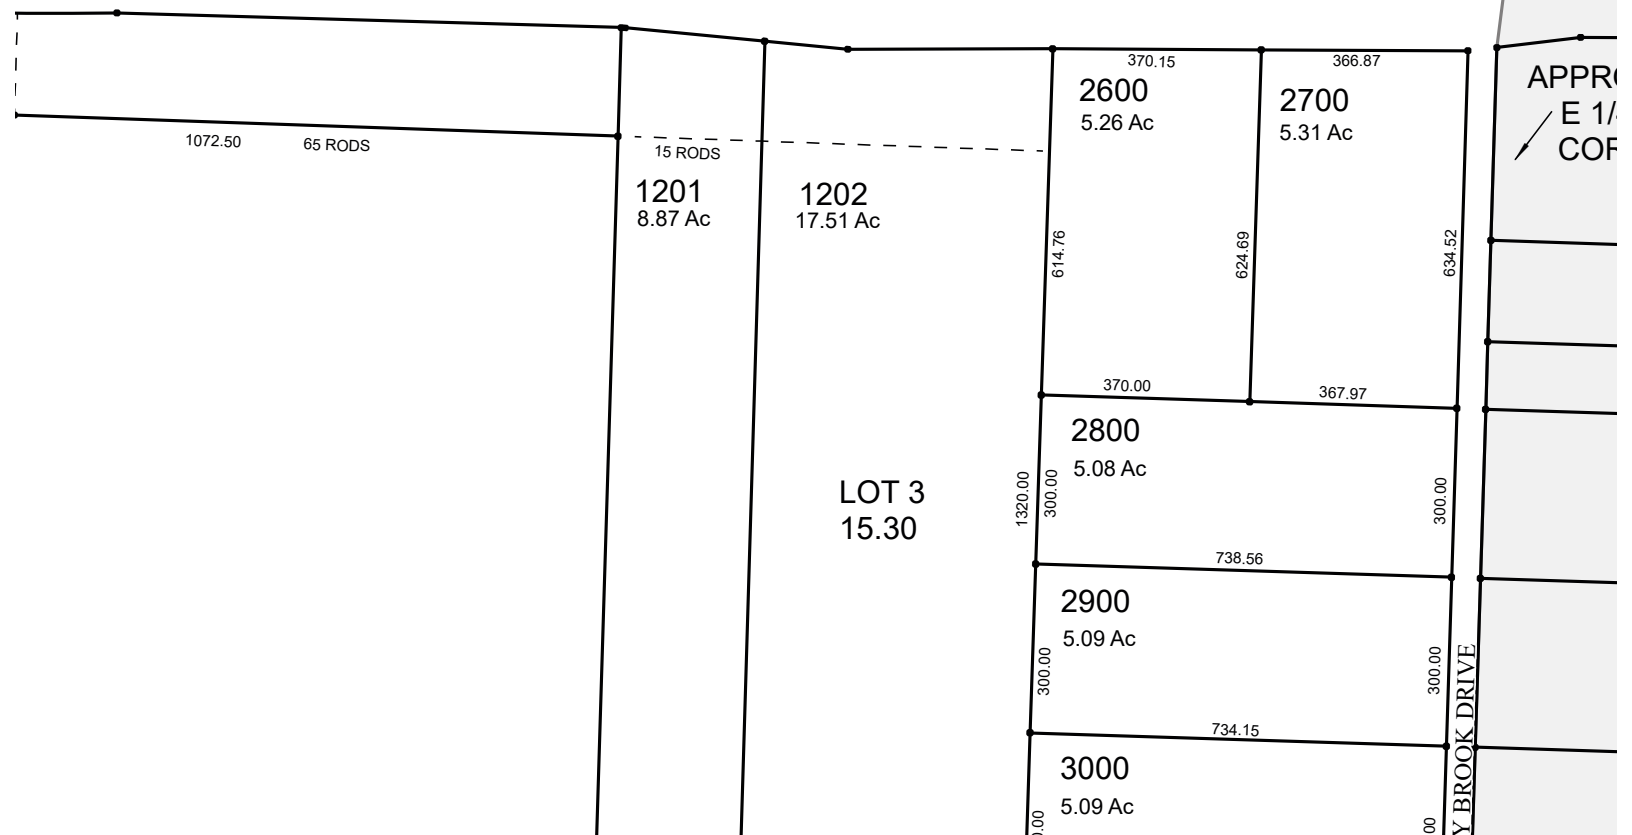 370.15
366.87
2600
5.26 Ac
2700
5.31 Ac
E 1/
1072.50
65 RODS
15 RODS
1201
8.87 Ac
1202
17.51 Ac
614.76
624.69
634.52
370.00
367.97
2800
5.08 Ac
LOT 3
15.30
1320.00
300.00
300.00
738.56
2900
5.09 Ac
300.00
300.00
734.15
3000
5.09 Ac
BROOK DRIVE